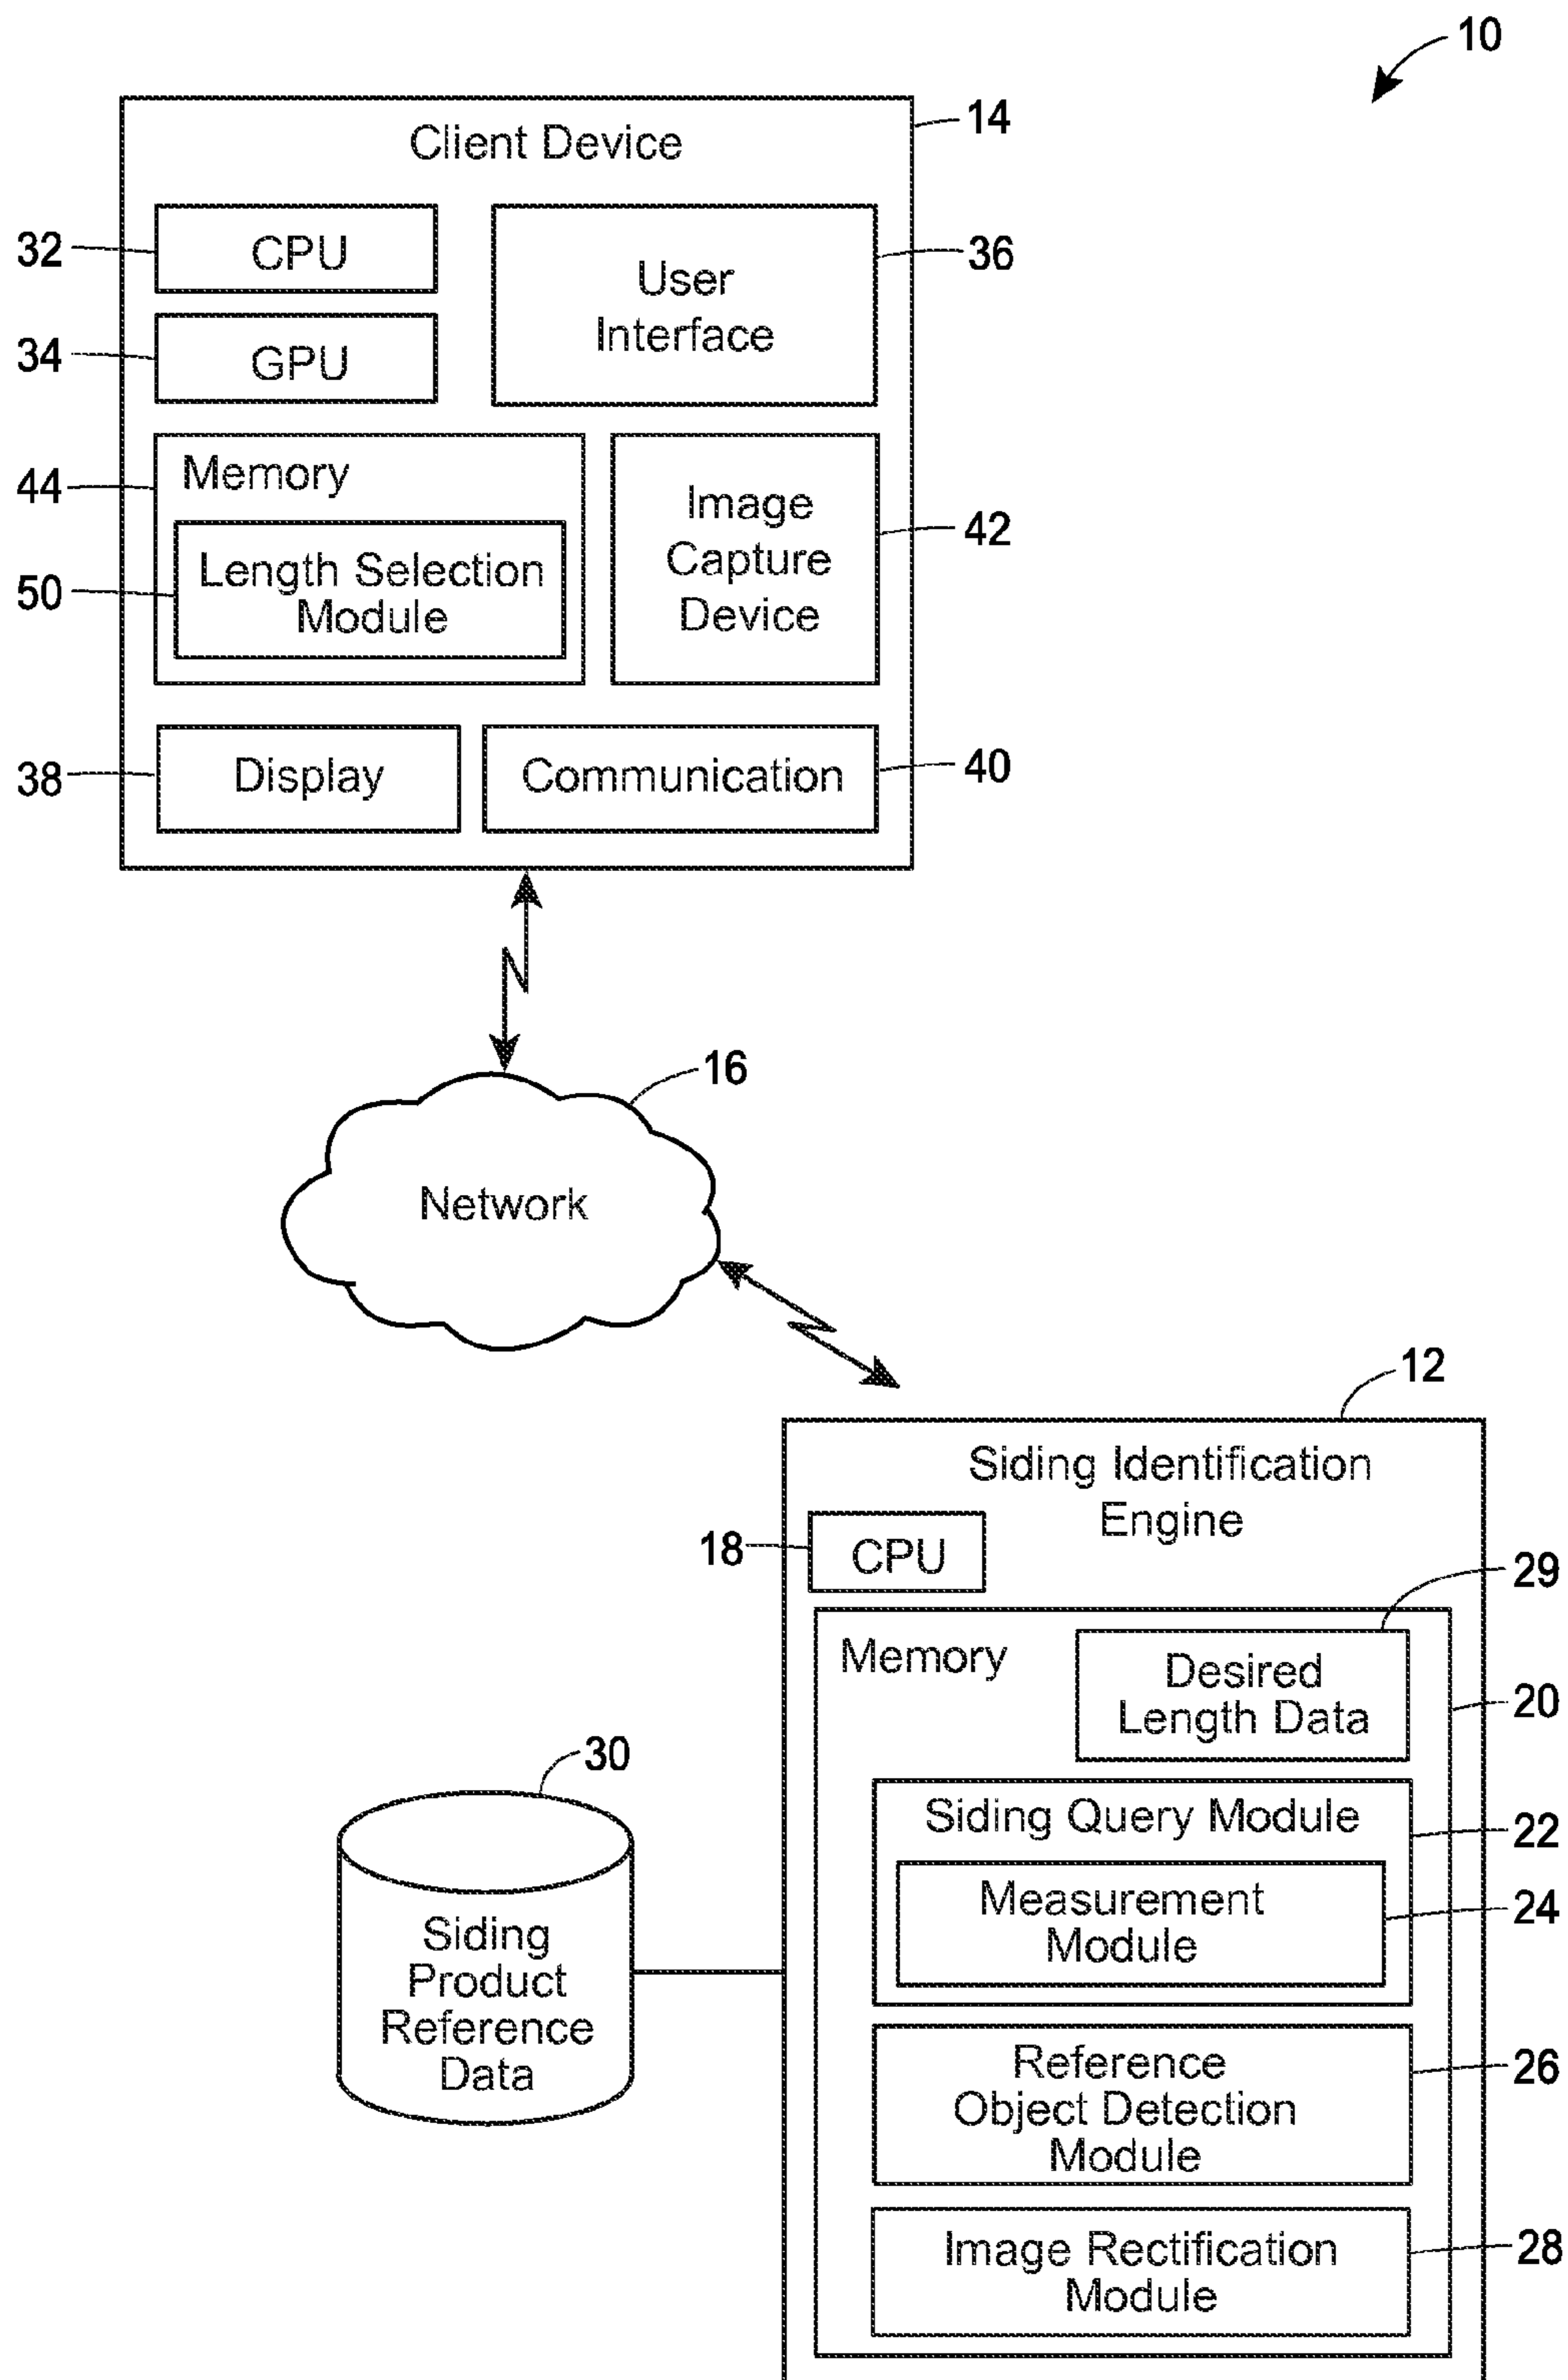 10
14
Client Device
32
CPU
36
User
Interface
34
GPU
44
Memory
50
Length Selection
Module
42
Image
Capture
Device
38
Display
Communication
40
16
Network
12
Siding Identification
Engine
18
CPU
29
Memory
Desired
Length Data
20
30
Siding Query Module
22
Measurement
Module
24
Siding
Product
Reference
Data
Reference
Object Detection
Module
26
Image Rectification
Module
28